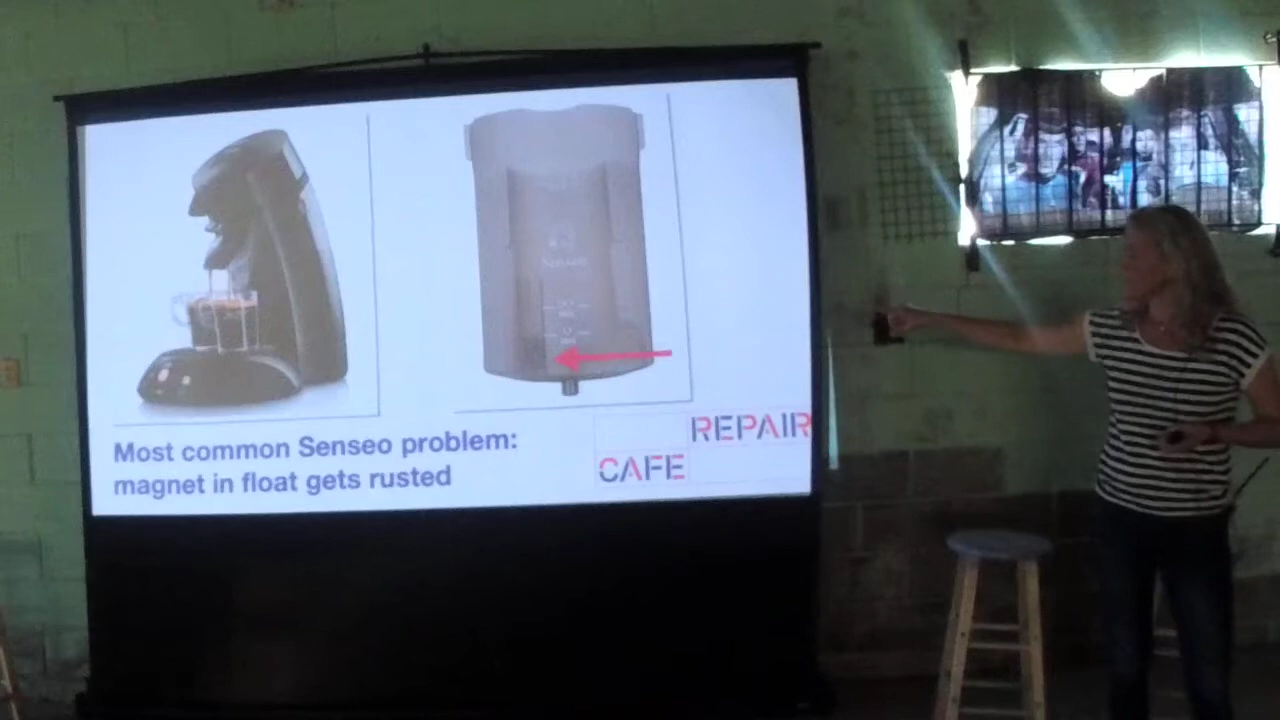 Most common Senseo problem:
magnet in float gets rusted
REPAIR
CAFE